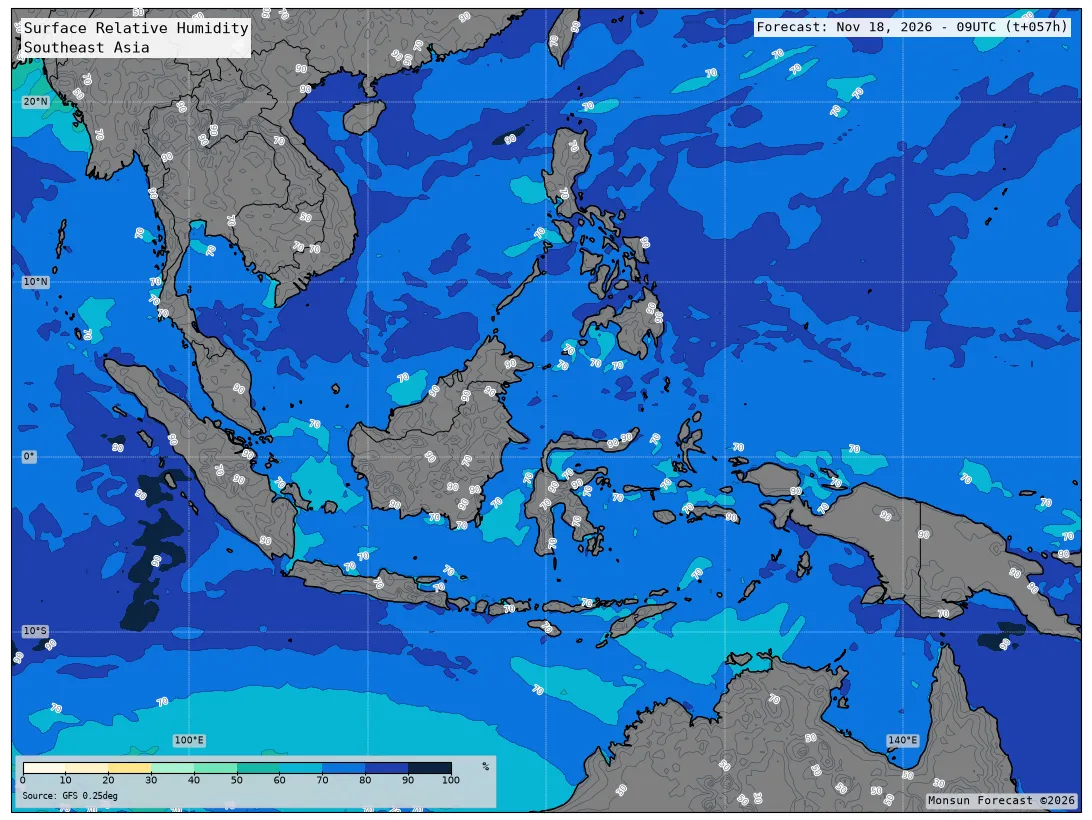 Surface Relative Humidity
Southeast Asia
Forecast: Nov 18, 2026 - 09UTC (t+057h)
20°N
10°N
0°
10°S
100°E
140°E
0 10 20 30 40 50 60 70 80 90 100
%
Source: GFS 0.25deg
Monsun Forecast ©2026